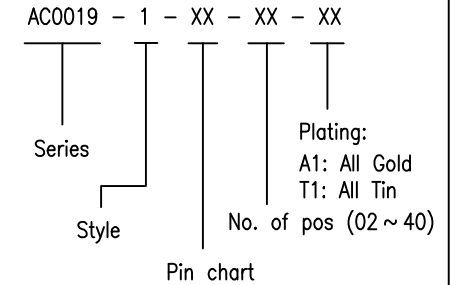 AC0019 - 1 - XX - XX - XX
Plating:
Series
A1: All Gold
T1: All Tin
Style
No. of pos (02~40)
Pin chart